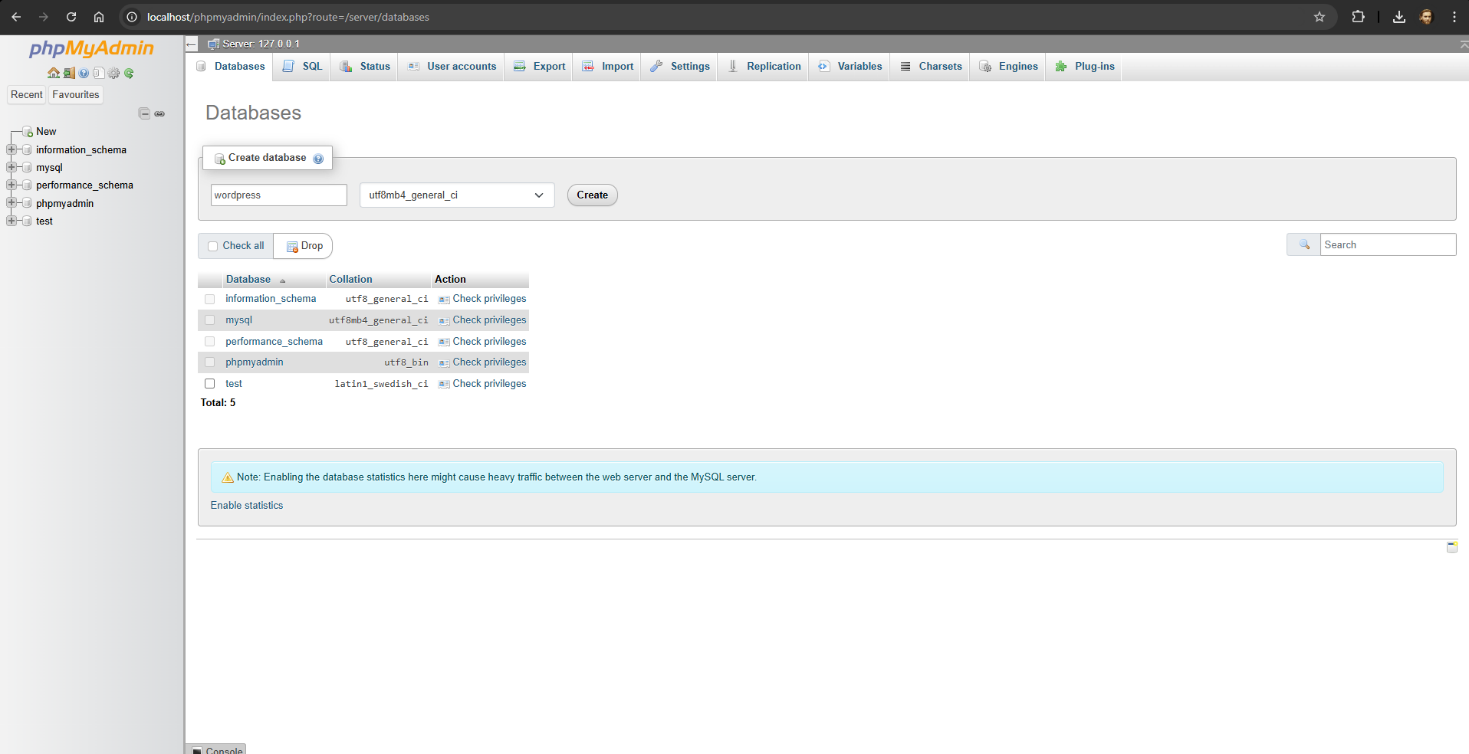 localhost/phpmyadmin/index.php?route=/server/databases
phpMyAdmin
Recent Favourites
New
information_schema
mysql
performance_schema
phpmyadmin
test
Server: 127.0.0.1
Databases SQL Status User accounts Export Import Settings Replication Variables Charsets Engines Plug-ins
Databases
Create database
wordpress utf8mb4_general_ci Create
Check all Drop Search
Database Collation Action
information_schema utf8_general_ci Check privileges
mysql utf8mb4_general_ci Check privileges
performance_schema utf8_general_ci Check privileges
phpmyadmin utf8_bin Check privileges
test latin1_swedish_ci Check privileges
Total: 5
Note: Enabling the database statistics here might cause heavy traffic between the web server and the MySQL server.
Enable statistics
Console